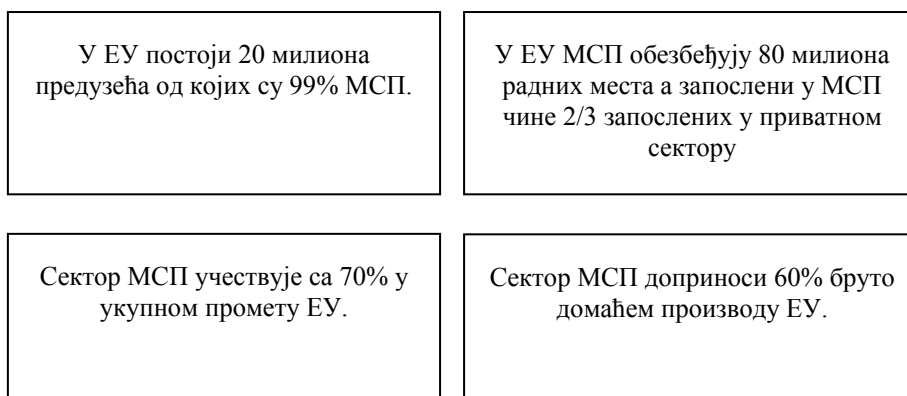 У ЕУ постоји 20 милиона
предузећа од којих су 99% МСП.
У ЕУ МСП обезбеђују 80 милиона
радних места а запослени у МСП
чине 2/3 запослених у приватном
сектору
Сектор МСП учествује са 70% у
укупном промету ЕУ.
Сектор МСП доприноси 60% бруто
домаћем производу ЕУ.